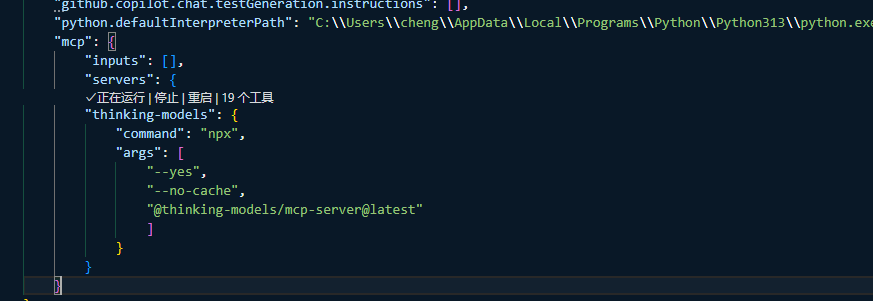 "github.copilot.chat.testGeneration.instructions": [],
"python.defaultInterpreterPath": "C:\\Users\\cheng\\AppData\\Local\\Programs\\Python\\Python313\\python.exe
"mcp": {
"inputs": [],
"servers": {
✓正在运行 | 停止 | 重启 | 19 个工具
"thinking-models": {
"command": "npx",
"args": [
"--yes",
"--no-cache",
"@thinking-models/mcp-server@latest"
]
}
}
}